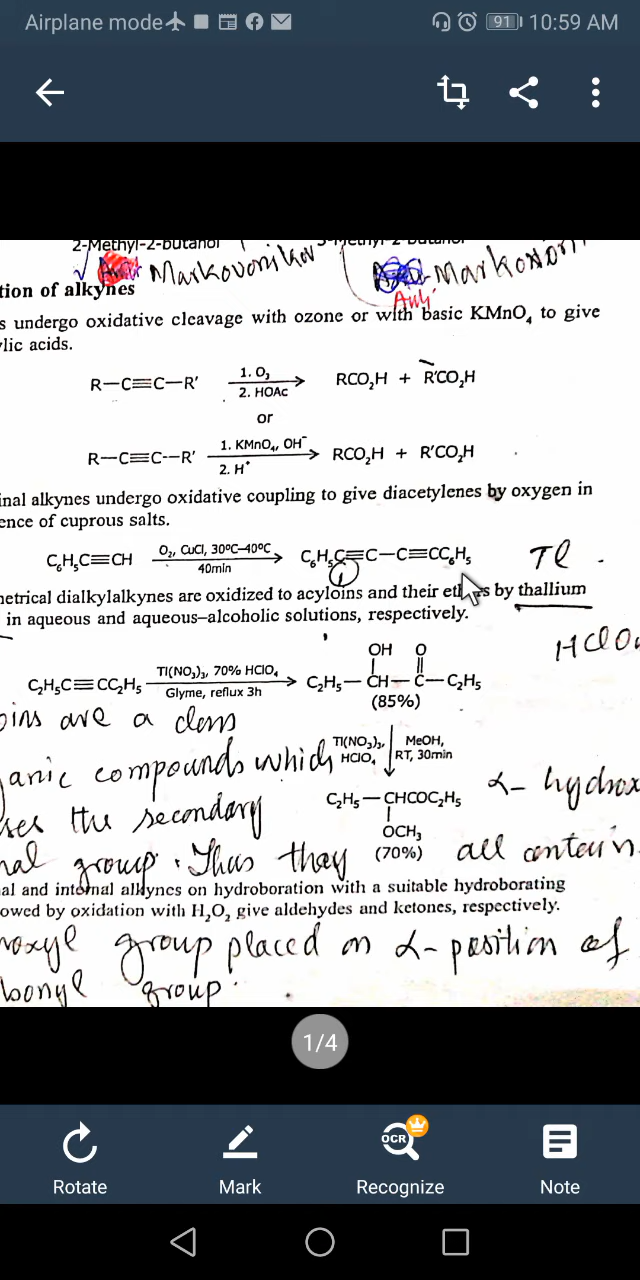 Airplane mode 91 10:59 AM
2-Methyl-2-butanol 3-Methyl-2-butanol
✓ Markovonikov
Anti
tion of alkynes
s undergo oxidative cleavage with ozone or with basic KMnO₄ to give
lic acids.
R—C≡C—R′ 1. O₃ 2. HOAc → RCO₂H + R′CO₂H
or
R—C≡C--R′ 1. KMnO₄, OH⁻ 2. H⁺ → RCO₂H + R′CO₂H
inal alkynes undergo oxidative coupling to give diacetylenes by oxygen in
ence of cuprous salts.
C₆H₅C≡CH O₂, CuCl, 30°C–40°C 40min → C₆H₅C≡C—C≡CC₆H₅ Tl
netrical dialkylalkynes are oxidized to acyloins and their by thallium
in aqueous and aqueous–alcoholic solutions, respectively.
HClO₄
OH O
C₂H₅C≡CC₂H₅ Tl(NO₃)₃, 70% HClO₄ Glyme, reflux 3h → C₂H₅—CH—C—C₂H₅
(85%)
oins are a class
Tl(NO₃)₃, HClO₄ MeOH, RT, 30min
ganic compounds which
C₂H₅—CHCOC₂H₅ α- hydrox
ses the secondary
OCH₃
nal group. Thus they (70%) all contain
al and internal alkynes on hydroboration with a suitable hydroborating
owed by oxidation with H₂O₂ give aldehydes and ketones, respectively.
roxyl group placed on α-position of
bonyl group.
1/4
OCR
Rotate Mark Recognize Note